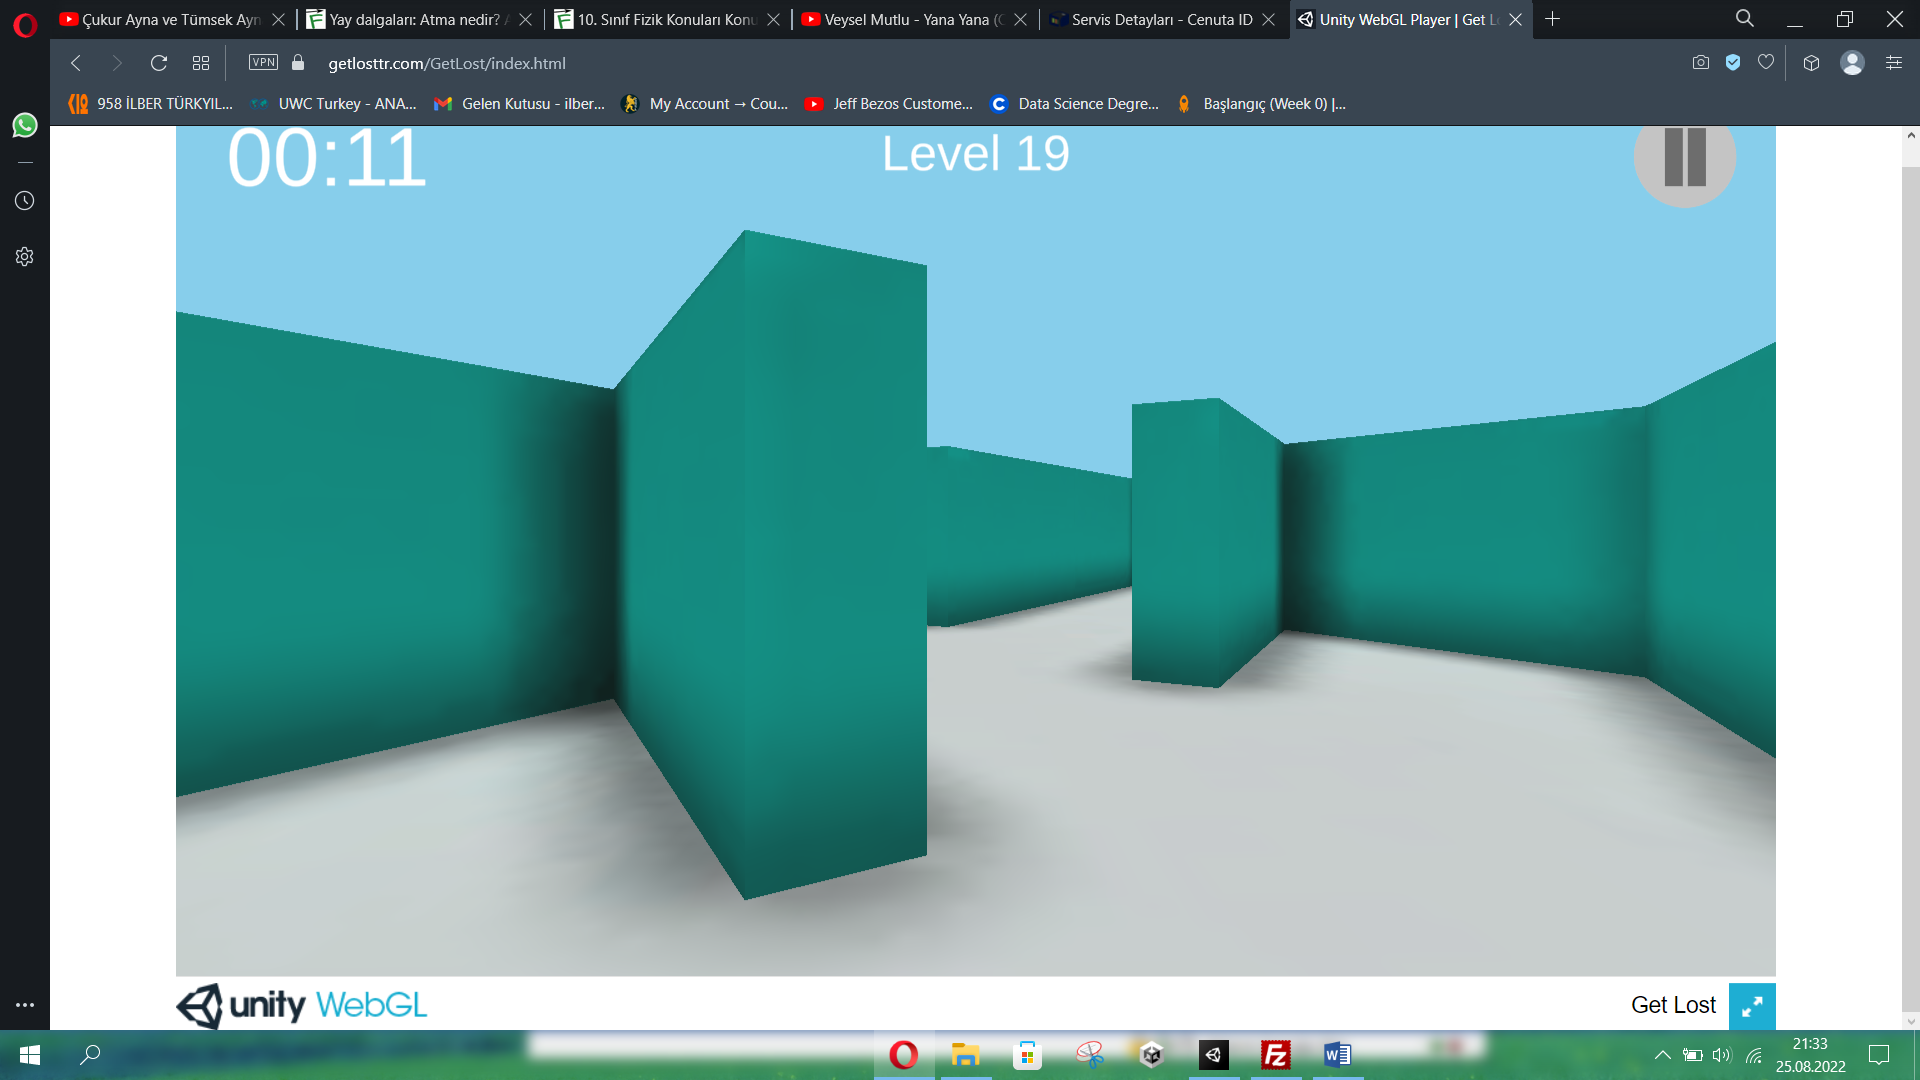 Çukur Ayna ve Tümsek Ayn
Yay dalgaları: Atma nedir? A
10. Sınıf Fizik Konuları Konu
Veysel Mutlu - Yana Yana (
Servis Detayları - Cenuta ID
Unity WebGL Player | Get L
VPN
getlosttr.com/GetLost/index.html
958 İLBER TÜRKYIL...
UWC Turkey - ANA...
Gelen Kutusu - ilber...
My Account → Cou...
Jeff Bezos Custome...
Data Science Degre...
Başlangıç (Week 0) |...
00:11
Level 19
unity WebGL
Get Lost
21:33
25.08.2022